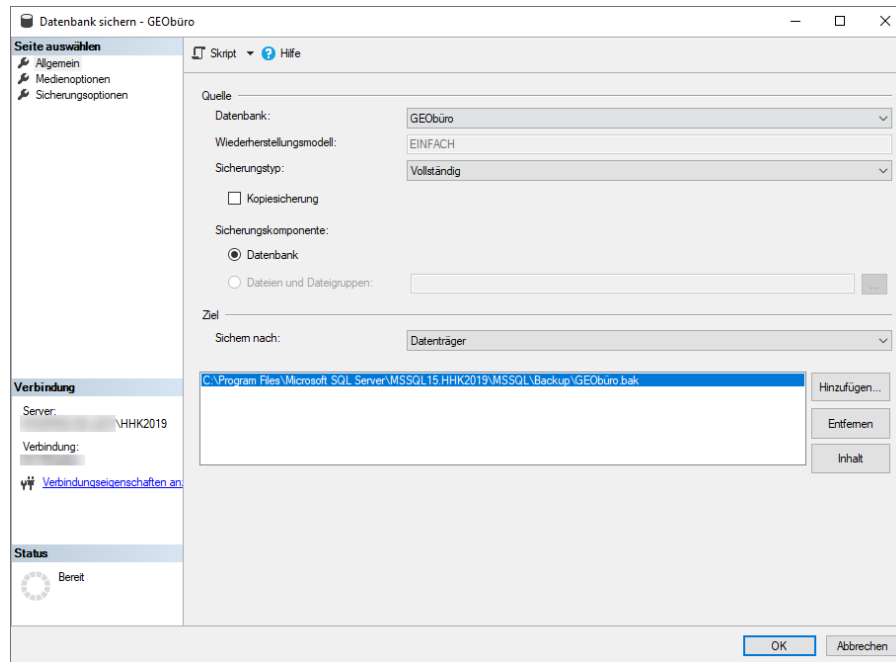 Datenbank sichern - GEObüro
Seite auswählen
Allgemein
Medienoptionen
Sicherungsoptionen
Skript
Hilfe
Quelle
Datenbank:
GEObüro
Wiederherstellungsmodell:
EINFACH
Sicherungstyp:
Vollständig
Kopiesicherung
Sicherungskomponente:
Datenbank
Dateien und Dateigruppen:
...
Ziel
Sichern nach:
Datenträger
C:\Program Files\Microsoft SQL Server\MSSQL15.HHK2019\MSSQL\Backup\GEObüro.bak
Hinzufügen...
Entfernen
Inhalt
Verbindung
Server:
\HHK2019
Verbindung:
Verbindungseigenschaften an
Status
Bereit
OK
Abbrechen